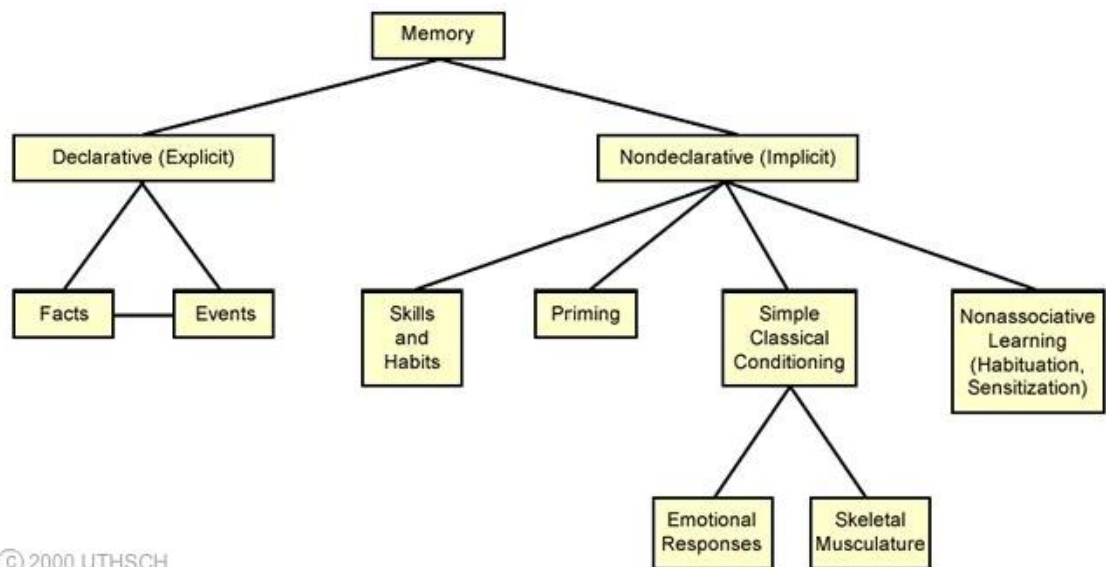 Memory
Declarative (Explicit)
Nondeclarative (Implicit)
Facts
Events
Skills
and
Habits
Priming
Simple
Classical
Conditioning
Nonassociative
Learning
(Habituation,
Sensitization)
Emotional
Responses
Skeletal
Musculature
© 2000 UTHSCH